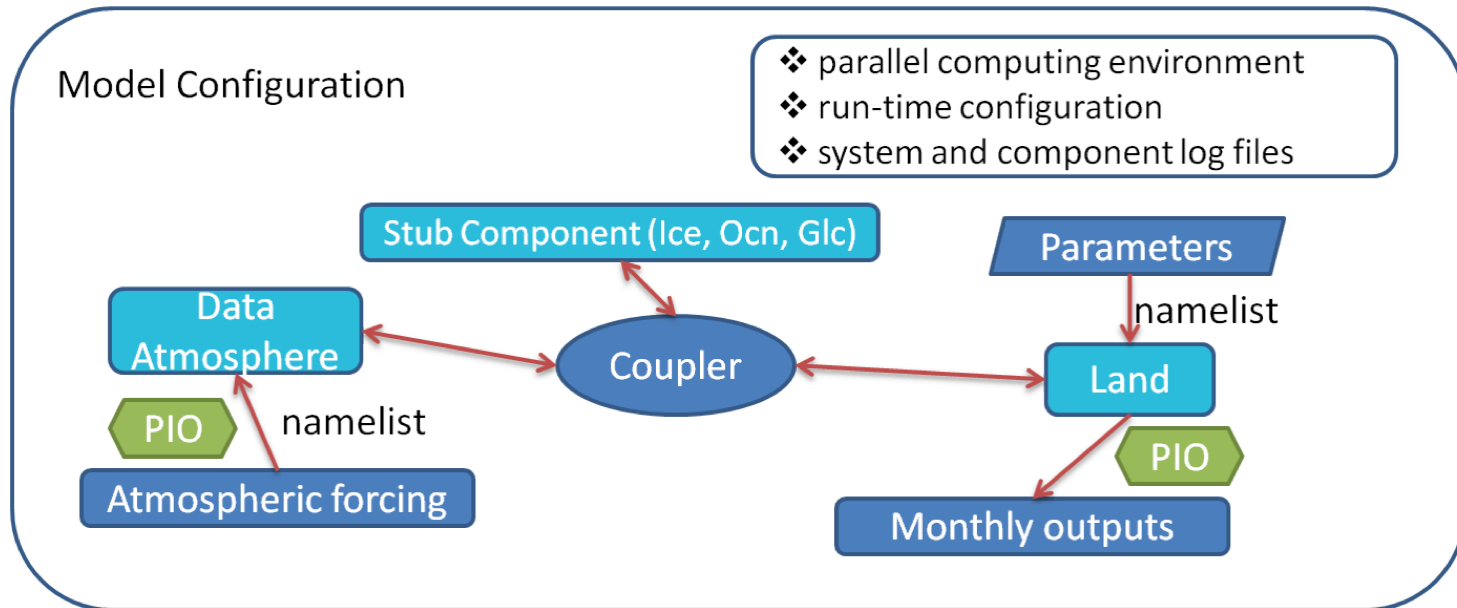 Model Configuration
❖ parallel computing environment
❖ run-time configuration
❖ system and component log files
Stub Component (Ice, Ocn, Glc)
Parameters
namelist
Data
Atmosphere
Coupler
Land
PIO
namelist
PIO
Atmospheric forcing
Monthly outputs